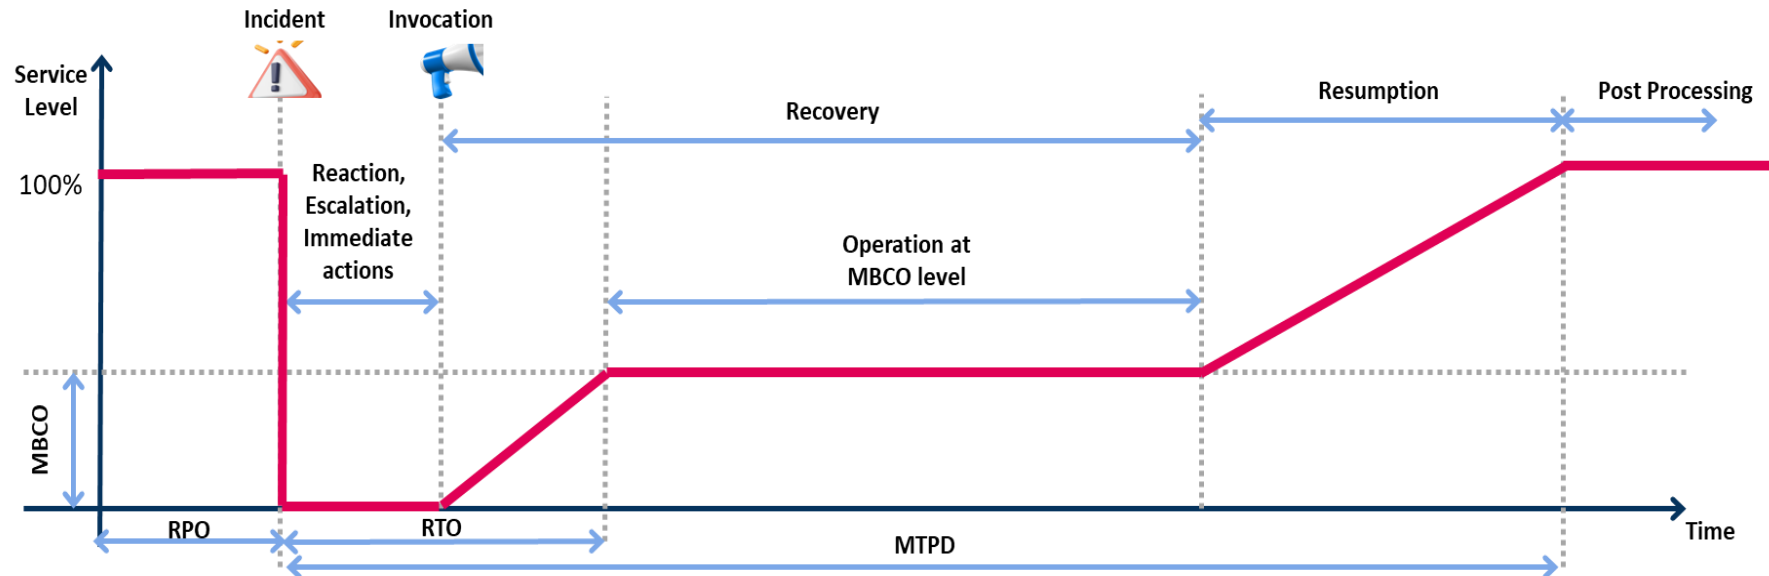 Incident
Invocation
Service
Level
Resumption
Post Processing
Recovery
100%
Reaction,
Escalation,
Immediate
actions
Operation at
MBCO level
MBCO
RPO
RTO
MTPD
Time